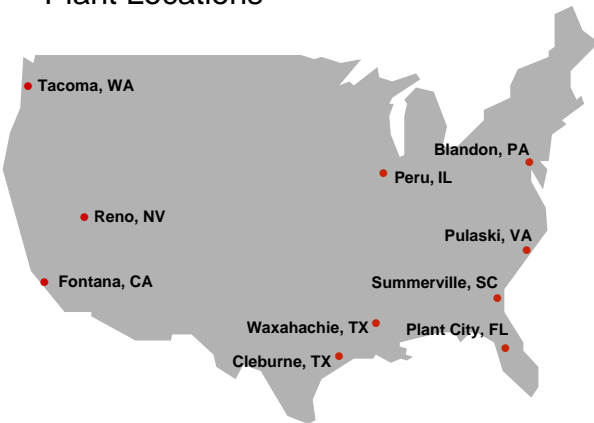 Plant Locations
Tacoma, WA
Blandon, PA
Peru, IL
Reno, NV
Pulaski, VA
Fontana, CA
Summerville, SC
Waxahachie, TX
Plant City, FL
Cleburne, TX